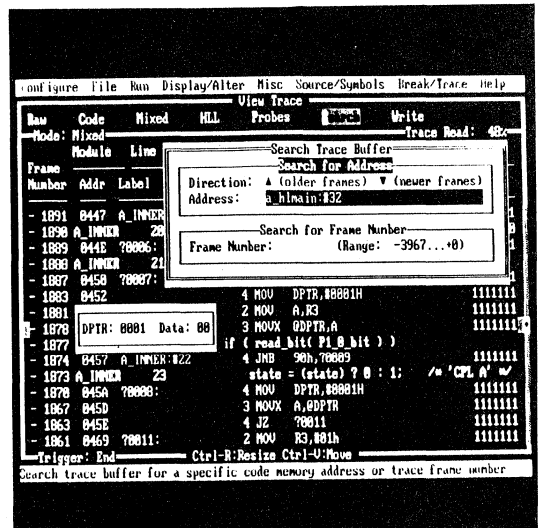 Configure File Run Display/Alter Misc Source/Symbols Break/Trace Help
View Trace
Raw Code Mixed HLL Probes Search Write
Mode: Mixed Trace Read: 48%
Module Line
Frame
Number Addr Label
Search Trace Buffer
Search for Address
Direction: ▲ (older frames) ▼ (newer frames)
Address: a_hlmain:#32
Search for Frame Number
Frame Number: (Range: -3967...+0)
- 1891 0447 A_INNER
- 1890 A_INNER 20
- 1889 044E ?0006:
- 1888 A_INNER 21
- 1887 0450 ?0007:
- 1883 0452 4 MOV DPTR,#0001H 1111111
- 1881 2 MOV A,R3 1111111
- 1878 3 MOVX @DPTR,A 1111111
DPTR: 0001 Data: 00
- 1877 if ( read_bit( P1_0_bit ) )
- 1874 0457 A_INNER:#22 4 JNB 90h,?0009 1111111
- 1873 A_INNER 23 state = (state) ? 0 : 1; /* 'CPL A' */
- 1870 045A ?0008: 4 MOV DPTR,#0001H 1111111
- 1867 045D 3 MOVX A,@DPTR 1111111
- 1863 045E 4 JZ ?0011 1111111
- 1861 0469 ?0011: 2 MOV R3,#01h 1111111
Trigger: End Ctrl-R:Resize Ctrl-V:Move
Search trace buffer for a specific code memory address or trace frame number